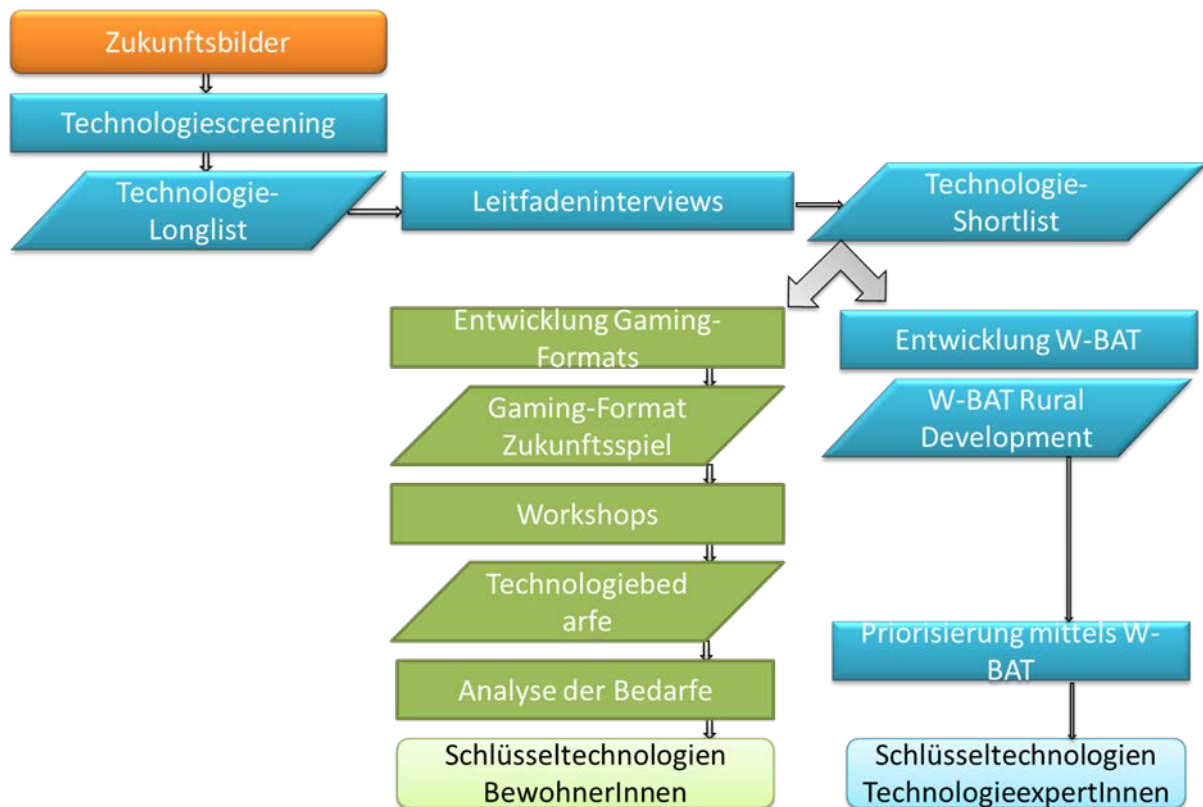 Zukunftsbilder
Technologiescreening
Technologie-
Longlist
Leitfadeninterviews
Technologie-
Shortlist
Entwicklung Gaming-
Formats
Gaming-Format
Zukunftsspiel
Workshops
Technologiebed
arfe
Analyse der Bedarfe
Schlüsseltechnologien
BewohnerInnen
Entwicklung W-BAT
W-BAT Rural
Development
Priorisierung mittels W-
BAT
Schlüsseltechnologien
TechnologieexpertInnen